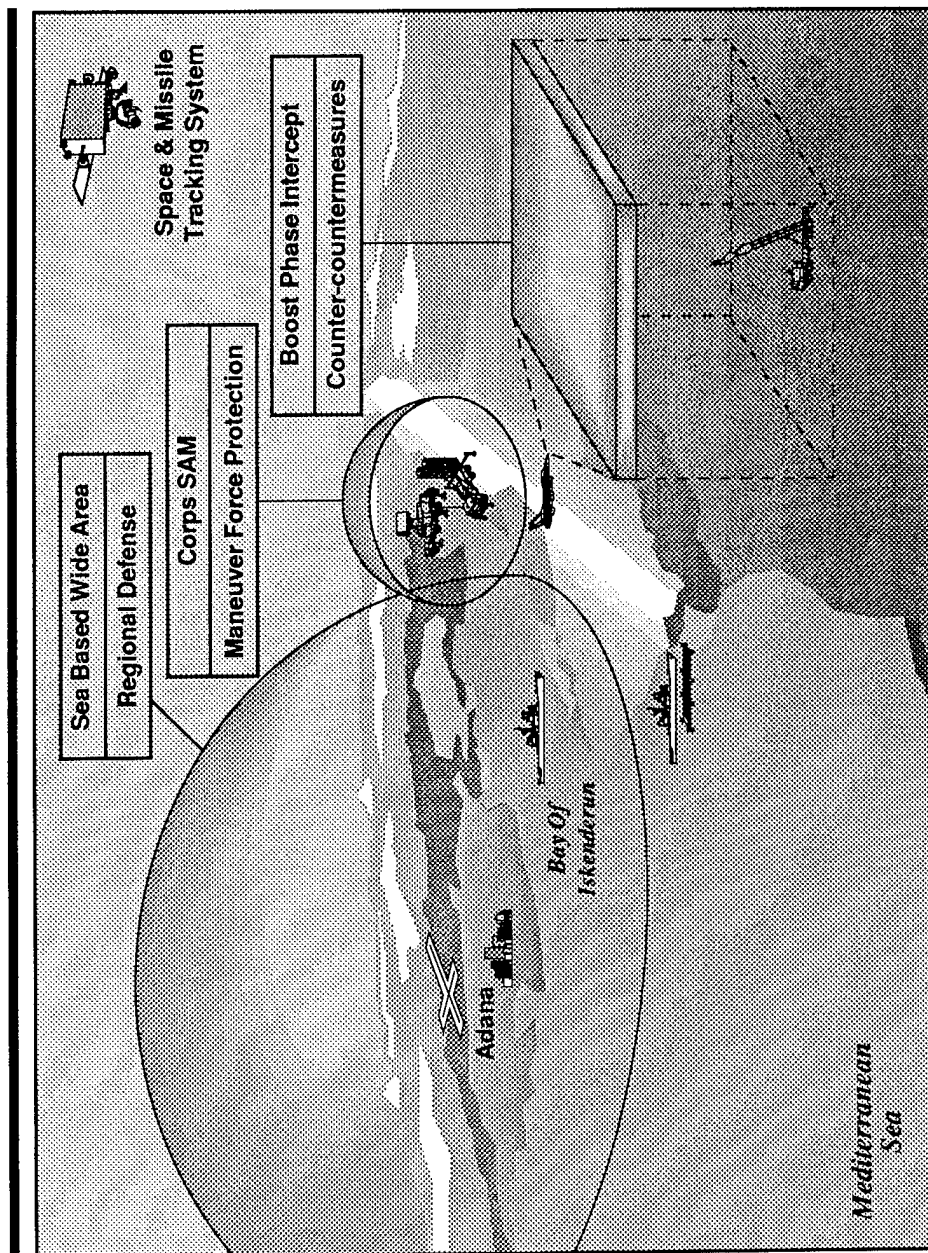 Space & Missile
Tracking System
Sea Based Wide Area
Regional Defense
Corps SAM
Maneuver Force Protection
Boost Phase Intercept
Counter-countermeasures
Adana
Bay Of
Iskenderun
Mediterranean
Sea